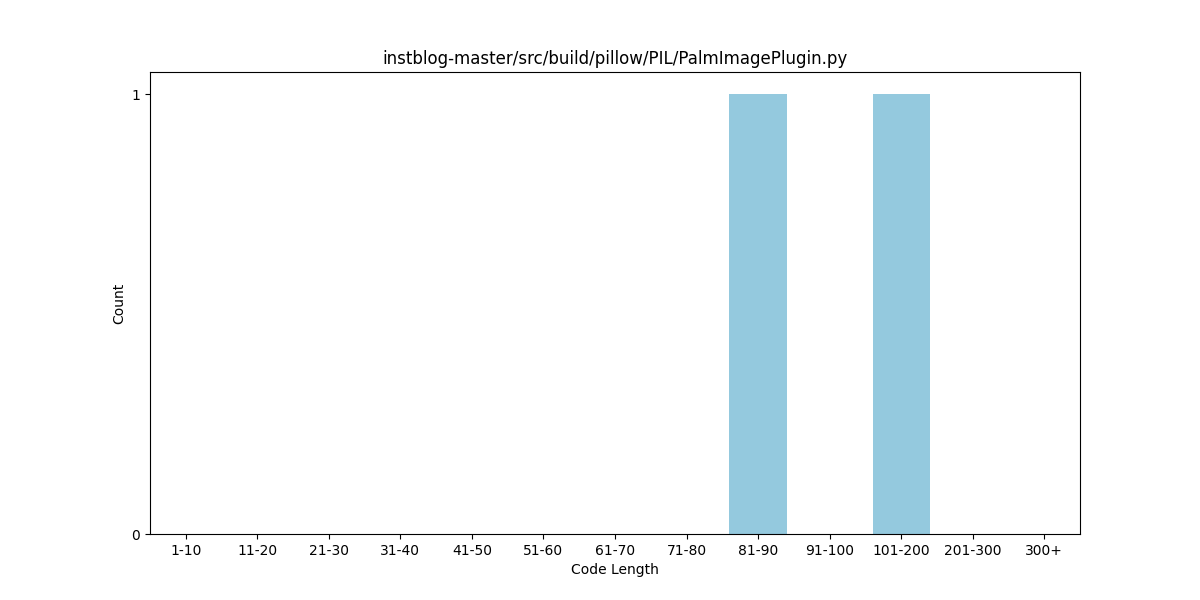 instblog-master/src/build/pillow/PIL/PalmImagePlugin.py
Count
1
0
1-10 11-20 21-30 31-40 41-50 51-60 61-70 71-80 81-90 91-100 101-200 201-300 300+
Code Length